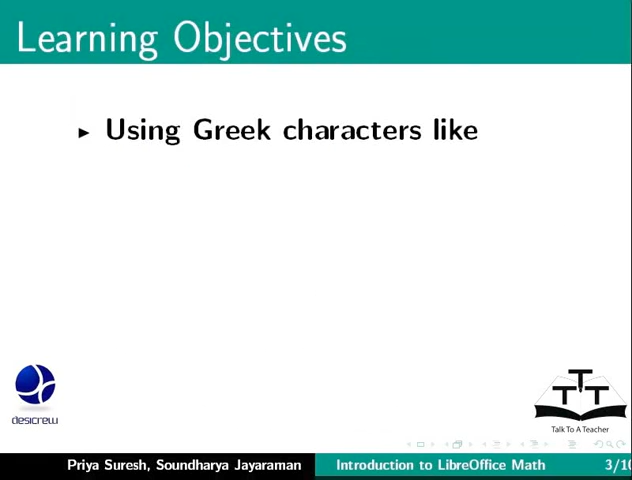 Learning Objectives
Using Greek characters like
desicrew
T T T
Talk To A Teacher
Priya Suresh, Soundharya Jayaraman Introduction to LibreOffice Math 3/10